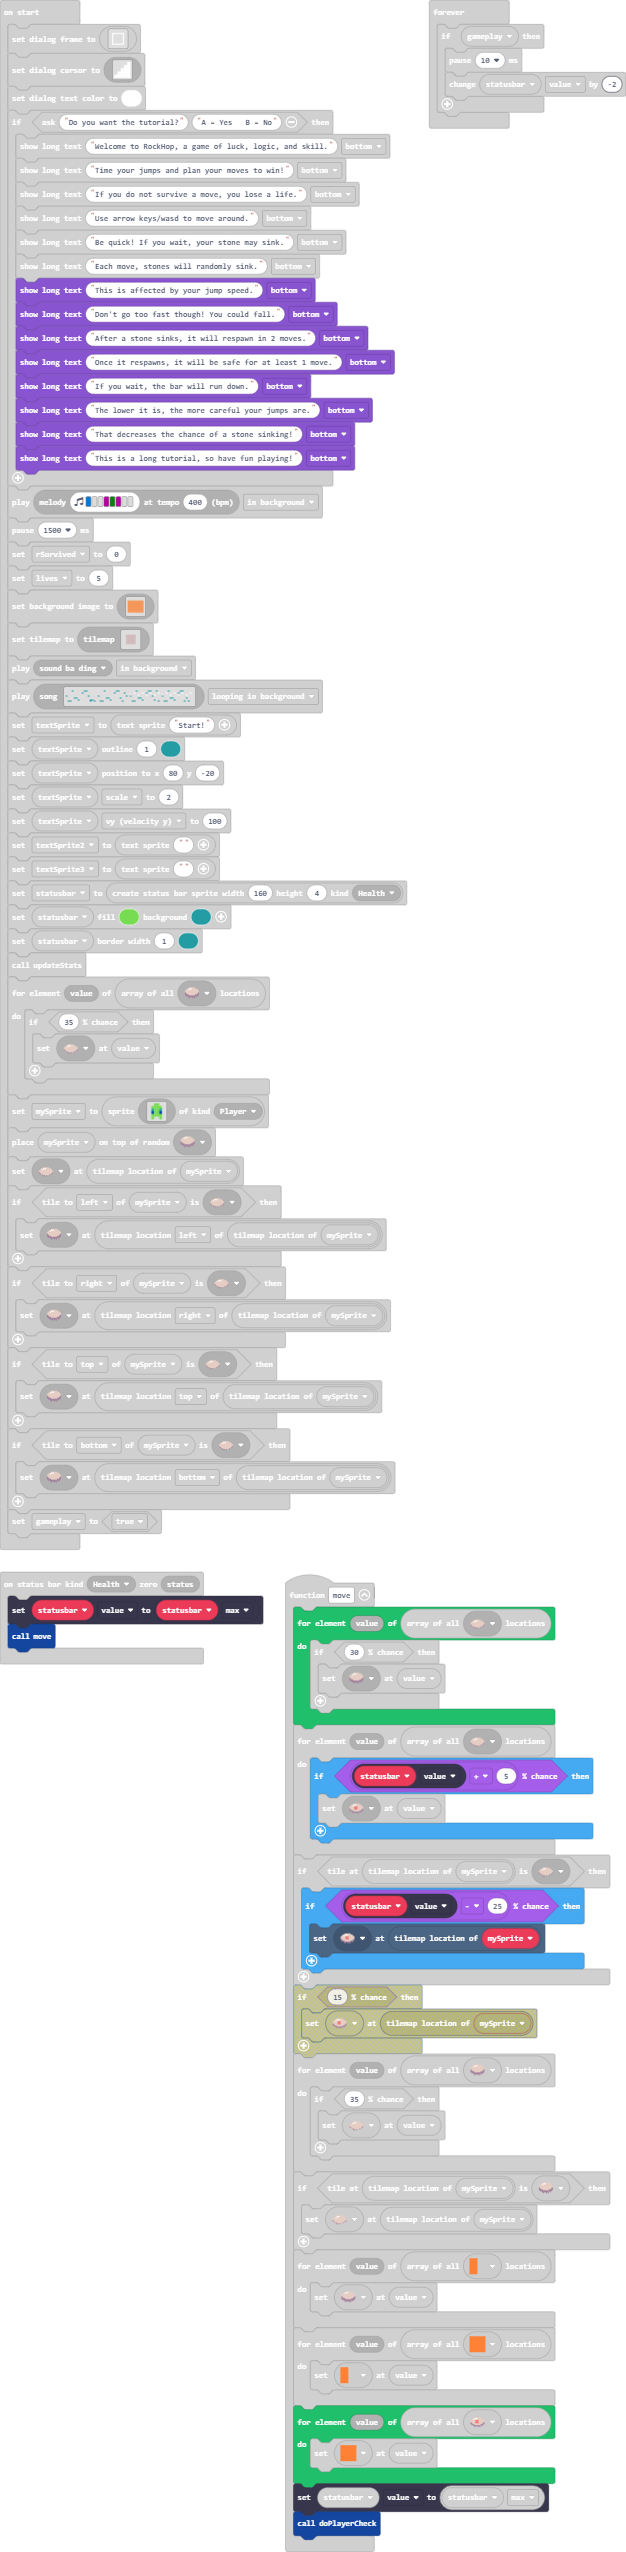 on start
set dialog frame to
set dialog cursor to
set dialog text color to
if ask "Do you want the tutorial?" "A = Yes B = No" then
show long text "Welcome to RockHop, a game of luck, logic, and skill." bottom
show long text "Time your jumps and plan your moves to win!" bottom
show long text "If you do not survive a move, you lose a life." bottom
show long text "Use arrow keys/wasd to move around." bottom
show long text "Be quick! If you wait, your stone may sink." bottom
show long text "Each move, stones will randomly sink." bottom
show long text "This is affected by your jump speed." bottom
show long text "Don't go too fast though! You could fall." bottom
show long text "After a stone sinks, it will respawn in 2 moves." bottom
show long text "Once it respawns, it will be safe for at least 1 move." bottom
show long text "If you wait, the bar will run down." bottom
show long text "The lower it is, the more careful your jumps are." bottom
show long text "That decreases the chance of a stone sinking!" bottom
show long text "This is a long tutorial, so have fun playing!" bottom
play melody at tempo 400 (bpm) in background
pause 1500 ms
set rSurvived to 0
set lives to 5
set background image to
set tilemap to tilemap
play sound ba ding in background
play song looping in background
set textSprite to text sprite "Start!"
set textSprite outline 1
set textSprite position to x 80 y -20
set textSprite scale to 2
set textSprite vy (velocity y) to 100
set textSprite2 to text sprite ""
set textSprite3 to text sprite ""
set statusbar to create status bar sprite width 160 height 4 kind Health
set statusbar fill background
set statusbar border width 1
call updateStats
for element value of array of all locations
do if 35 % chance then
set at value
set mySprite to sprite of kind Player
place mySprite on top of random
set at tilemap location of mySprite
if tile to left of mySprite is then
set at tilemap location left of tilemap location of mySprite
if tile to right of mySprite is then
set at tilemap location right of tilemap location of mySprite
if tile to top of mySprite is then
set at tilemap location top of tilemap location of mySprite
if tile to bottom of mySprite is then
set at tilemap location bottom of tilemap location of mySprite
set gameplay to true
forever
if gameplay then
pause 10 ms
change statusbar value by -2
on status bar kind Health zero status
set statusbar value to statusbar max
call move
function move
for element value of array of all locations
do if 30 % chance then
set at value
for element value of array of all locations
do if statusbar value + 5 % chance then
set at value
if tile at tilemap location of mySprite is then
if statusbar value - 25 % chance then
set at tilemap location of mySprite
if 15 % chance then
set at tilemap location of mySprite
for element value of array of all locations
do if 35 % chance then
set at value
if tile at tilemap location of mySprite is then
set at tilemap location of mySprite
for element value of array of all locations
do set at value
for element value of array of all locations
do set at value
for element value of array of all locations
do set at value
set statusbar value to statusbar max
call doPlayerCheck